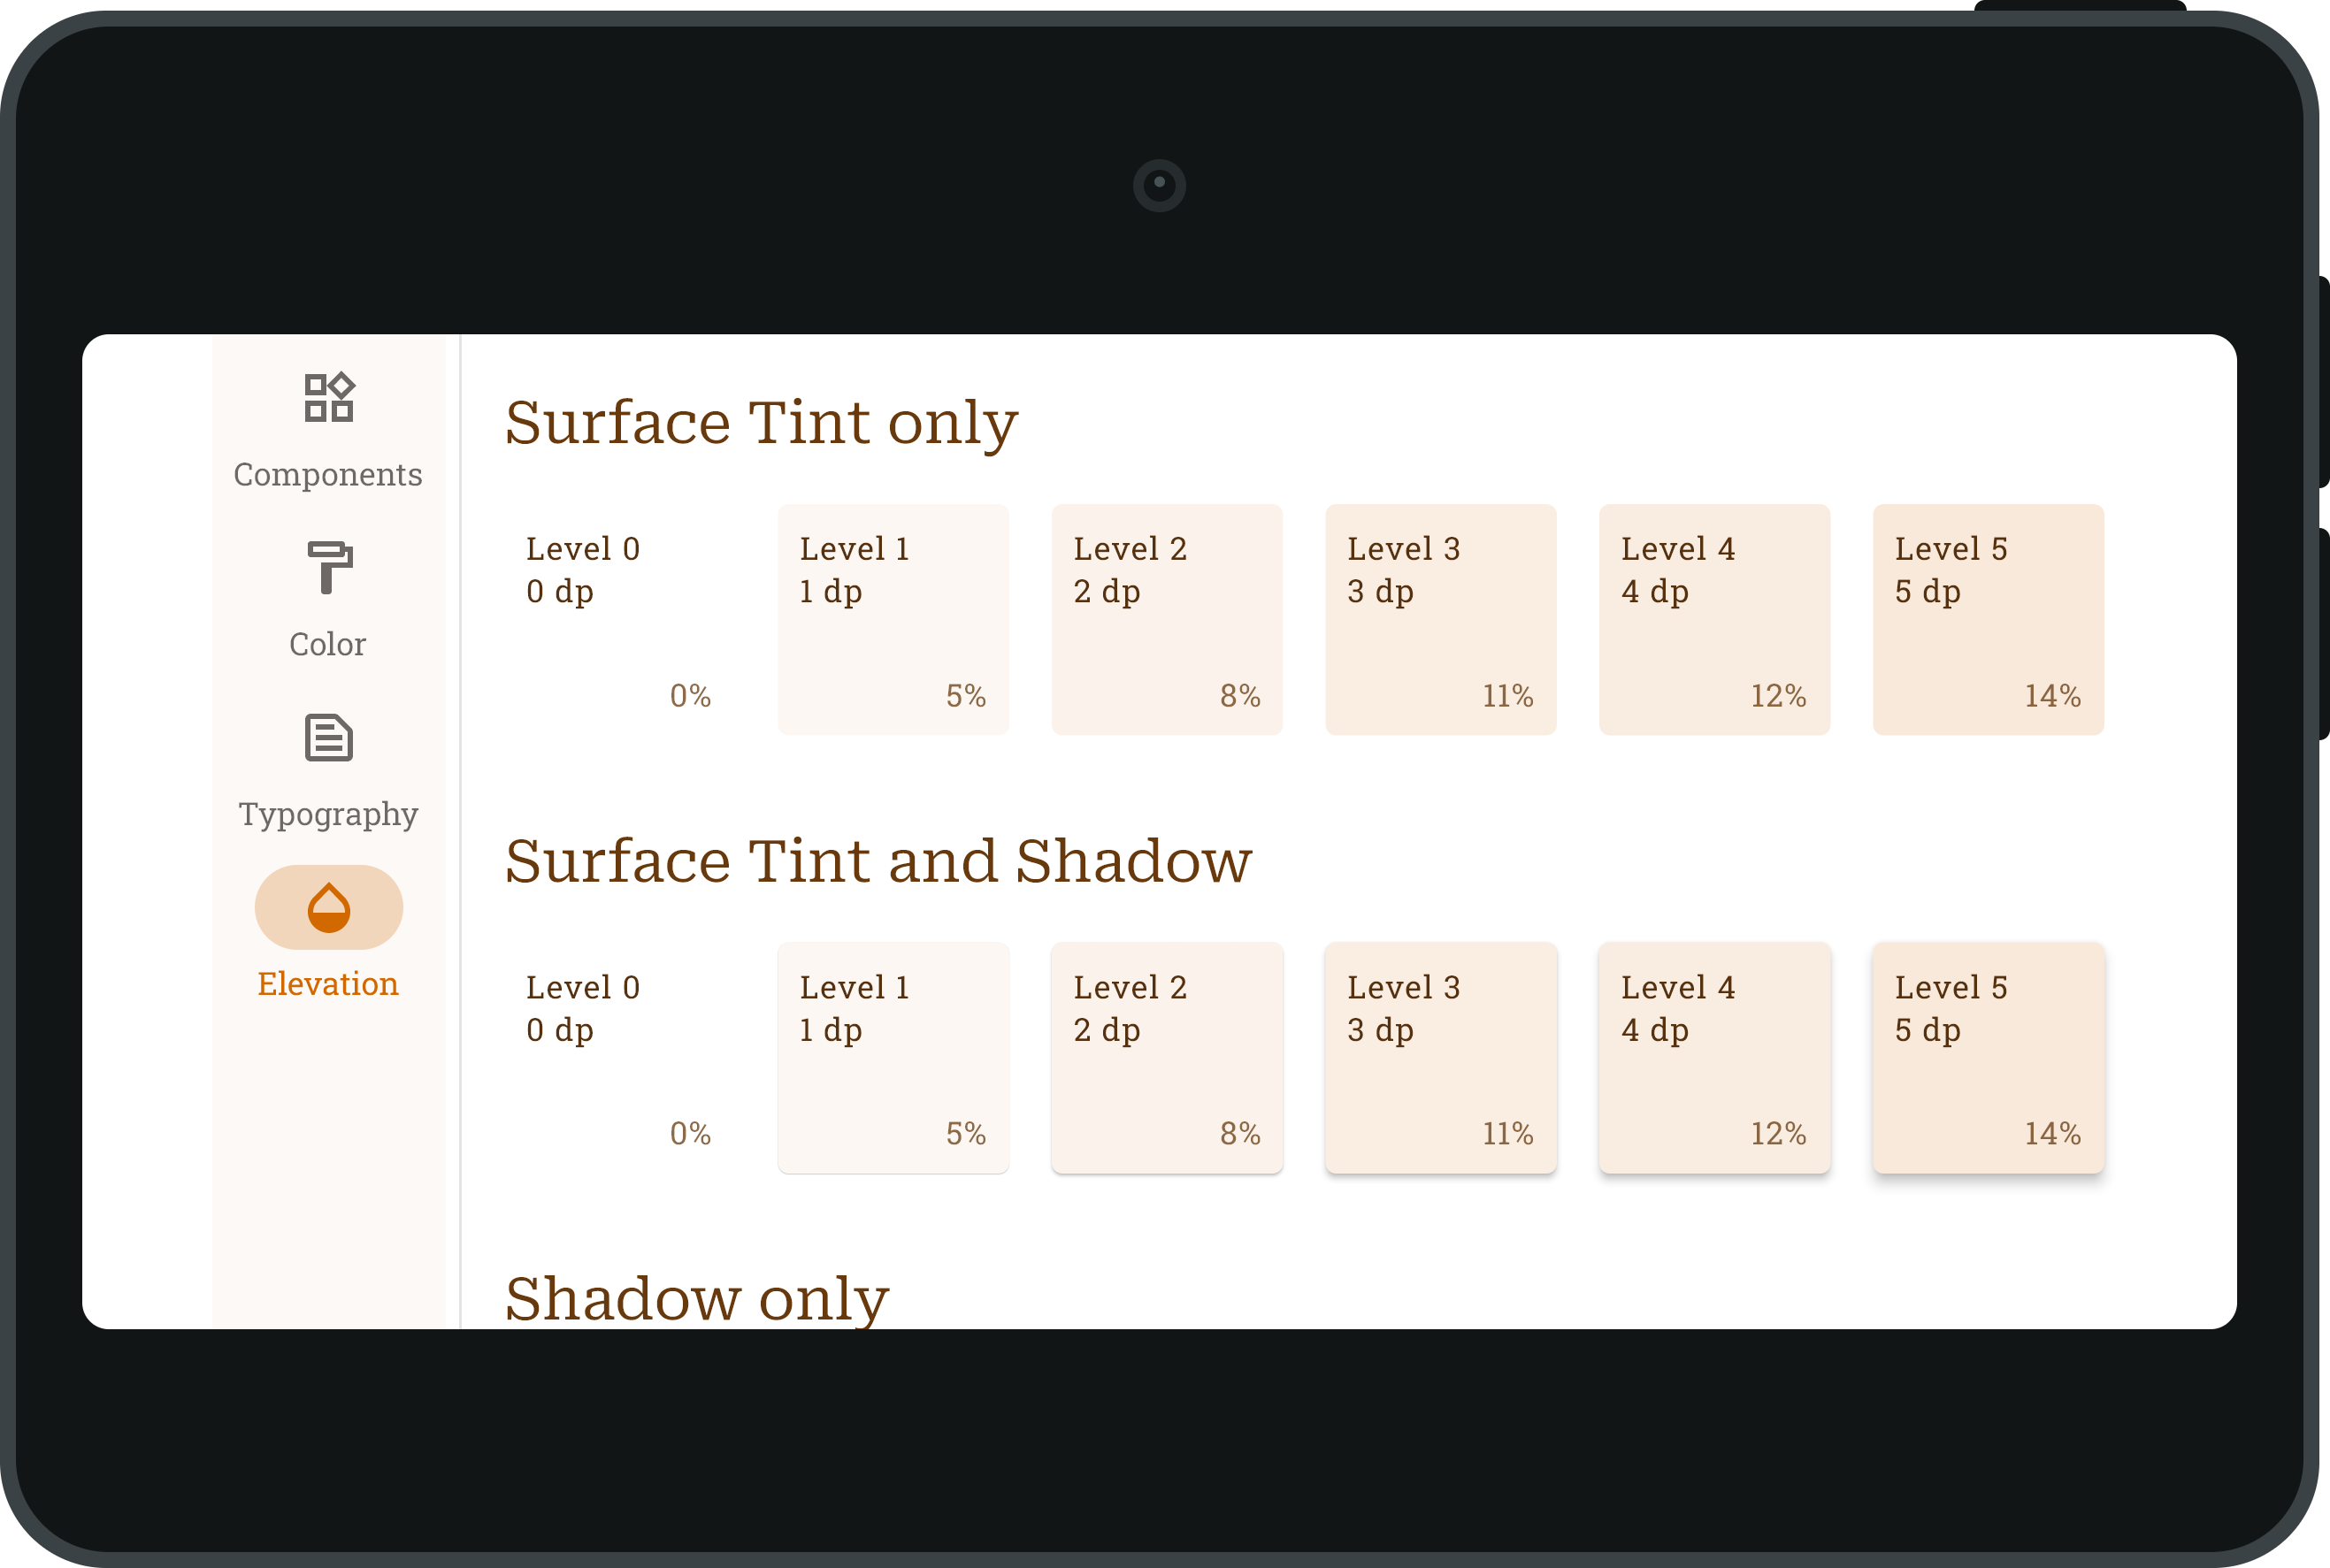 Components
Color
Typography
Elevation
Surface Tint only
Level 0
0 dp
0%
Level 1
1 dp
5%
Level 2
2 dp
8%
Level 3
3 dp
11%
Level 4
4 dp
12%
Level 5
5 dp
14%
Surface Tint and Shadow
Level 0
0 dp
0%
Level 1
1 dp
5%
Level 2
2 dp
8%
Level 3
3 dp
11%
Level 4
4 dp
12%
Level 5
5 dp
14%
Shadow only